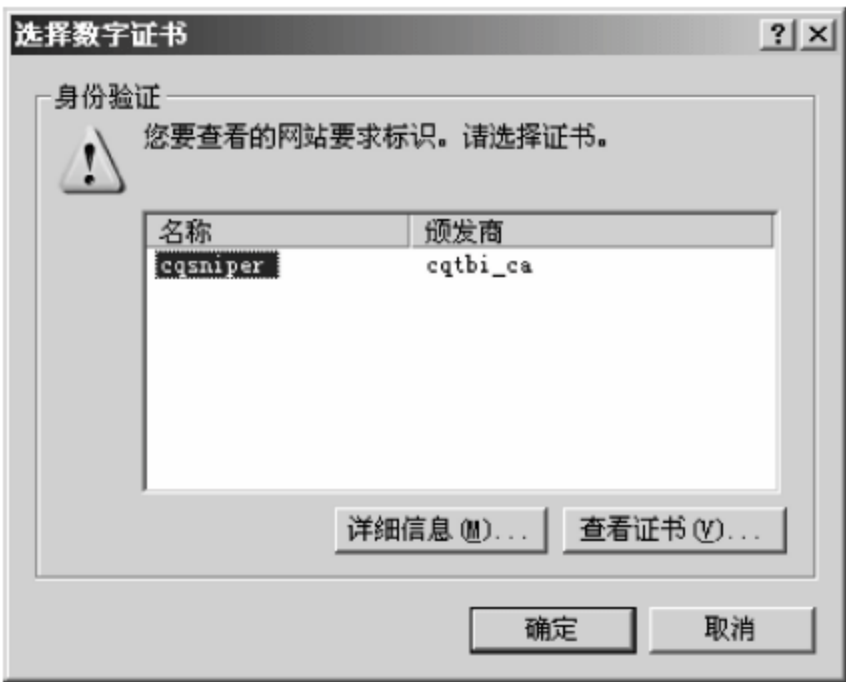 选择数字证书
身份验证
您要查看的网站要求标识。请选择证书。
名称 颁发商
cqsniper cqtbi_ca
详细信息(M)... 查看证书(V)...
确定 取消